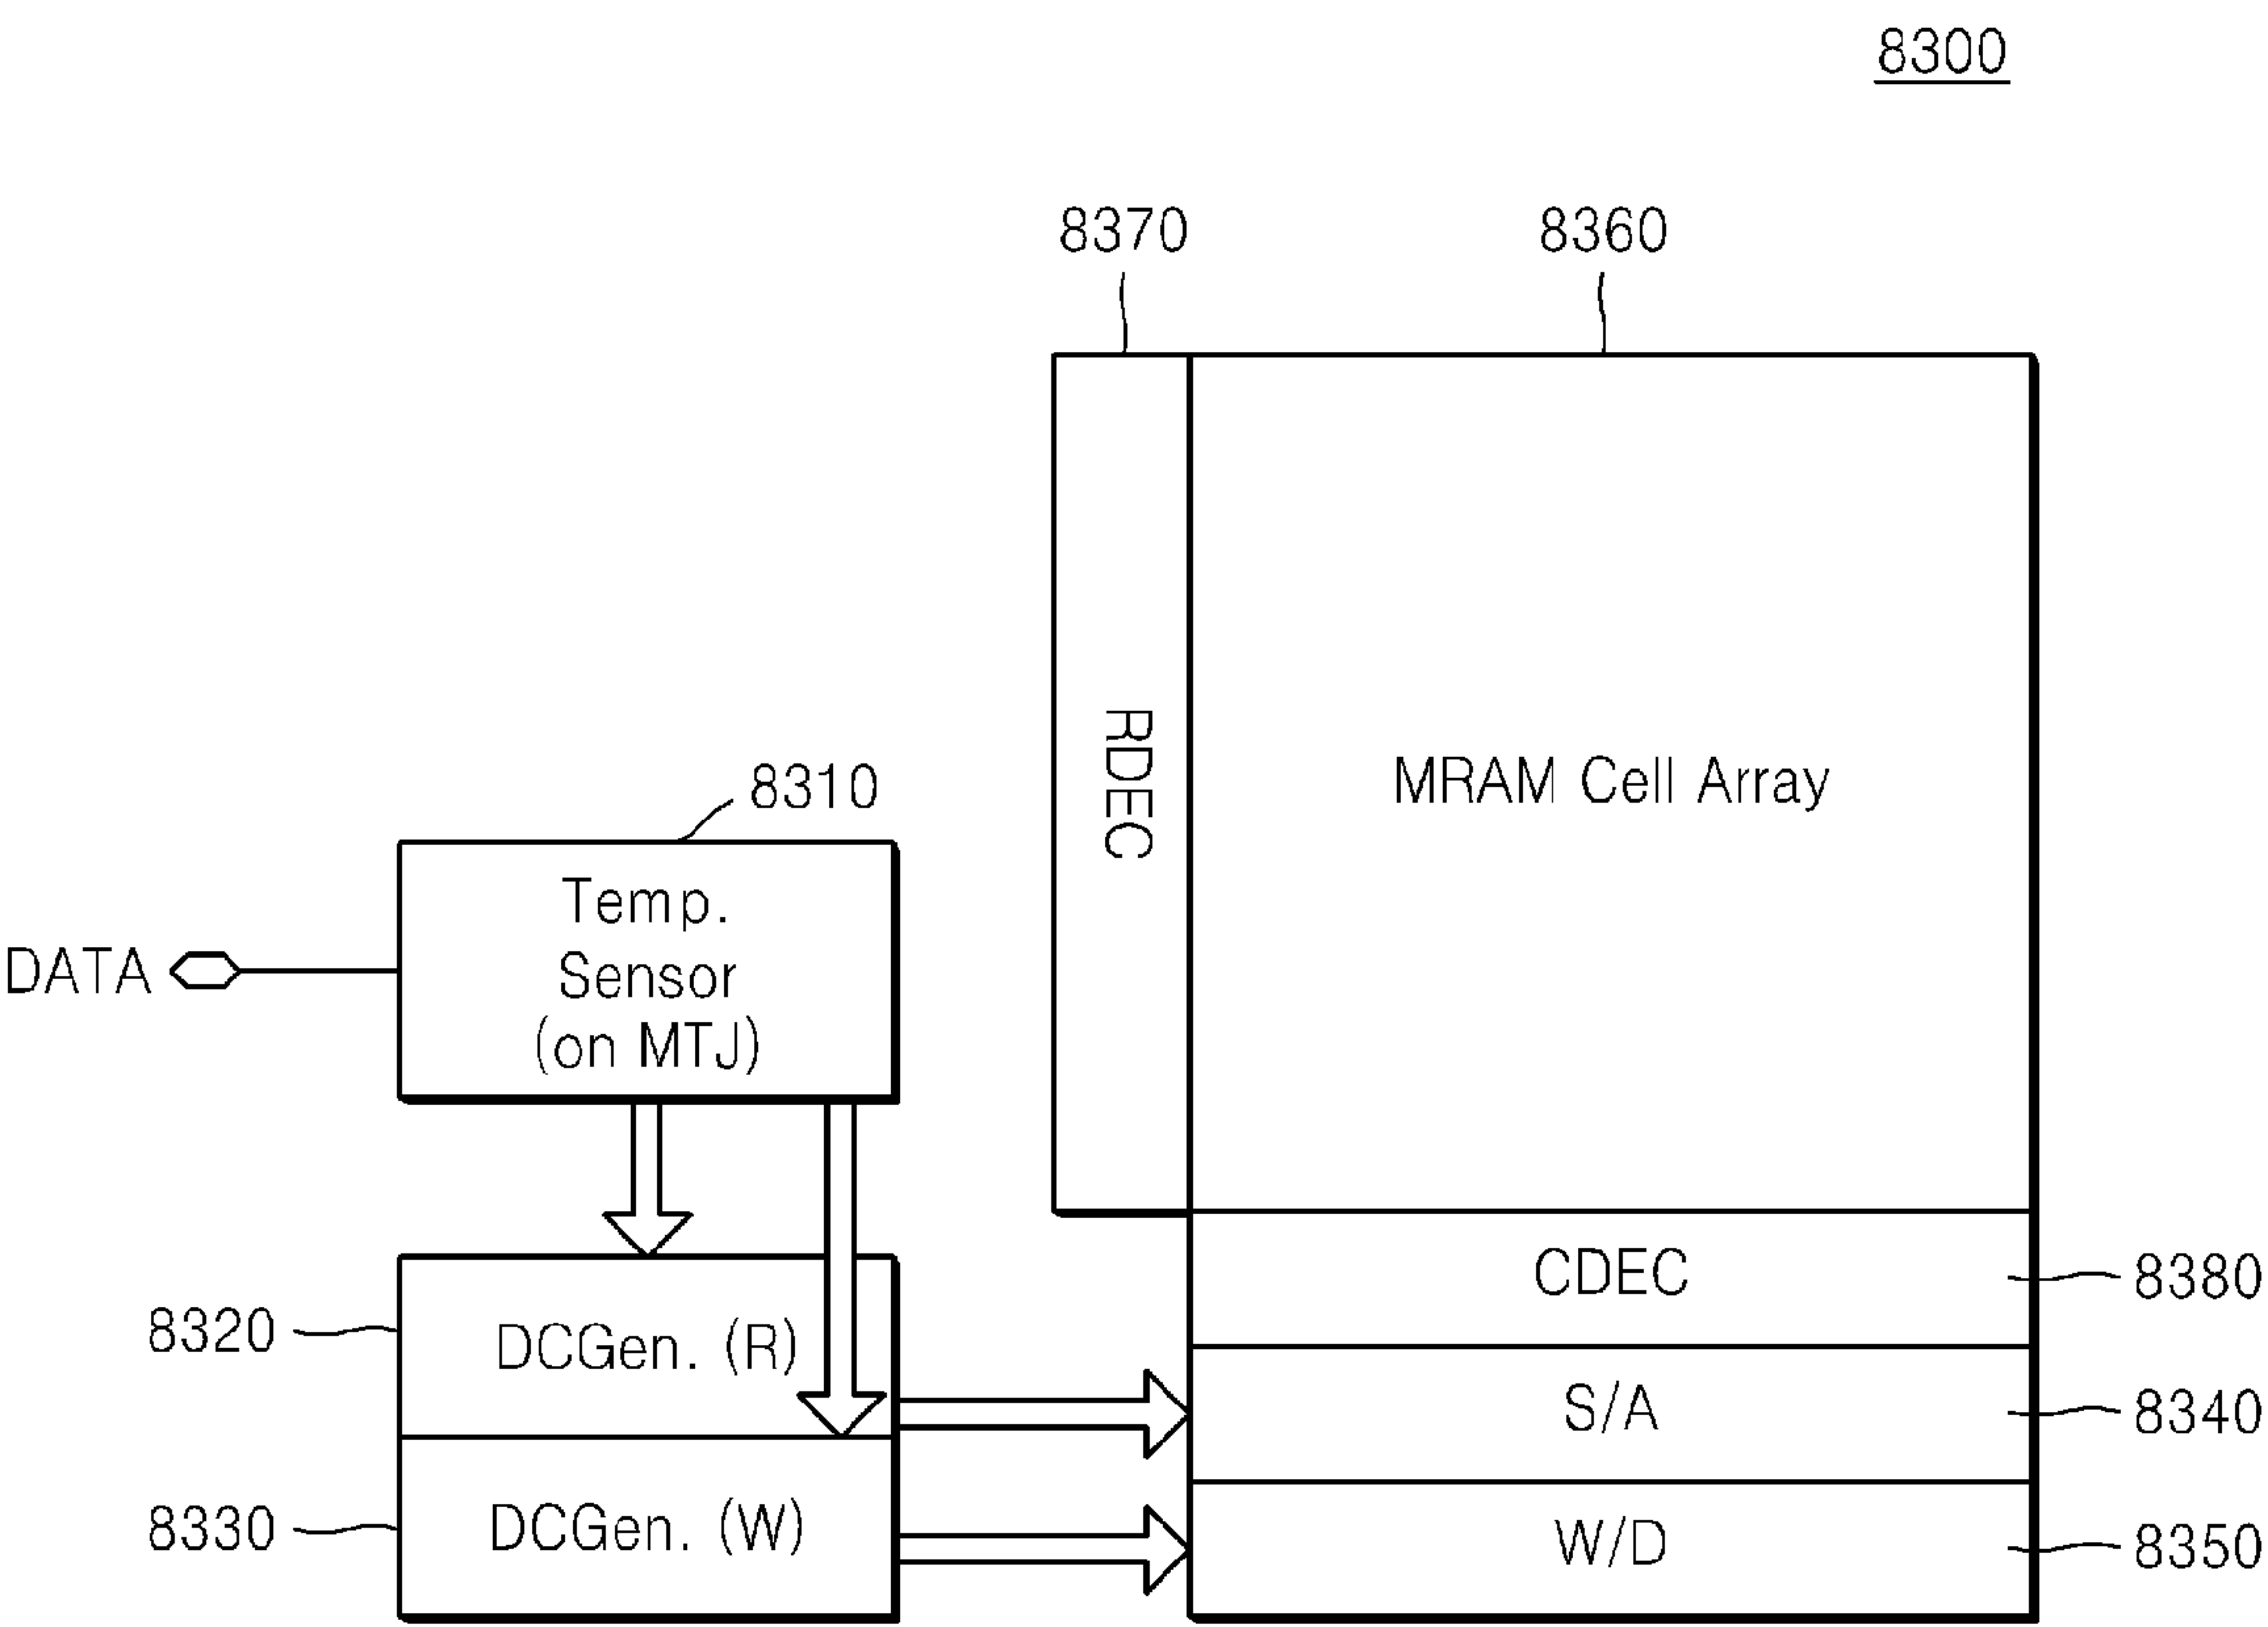 8300
8370
8360
RDEC
MRAM Cell Array
8310
Temp.
Sensor
(on MTJ)
DATA
8320
DCGen. (R)
8330
DCGen. (W)
CDEC
8380
S/A
8340
W/D
8350